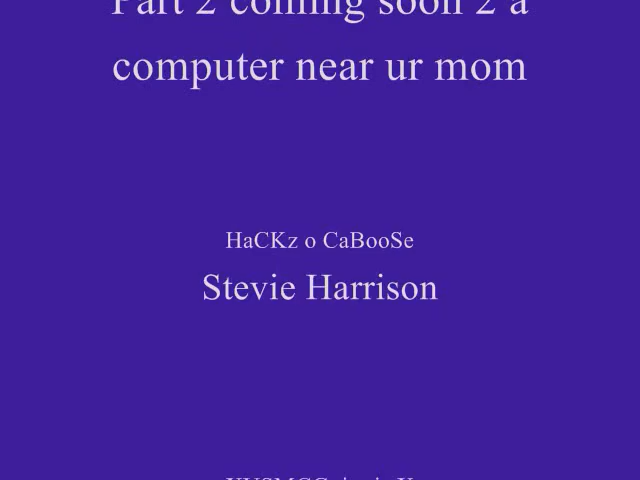 Part 2 coming soon 2 a
computer near ur mom
HaCKz o CaBooSe
Stevie Harrison